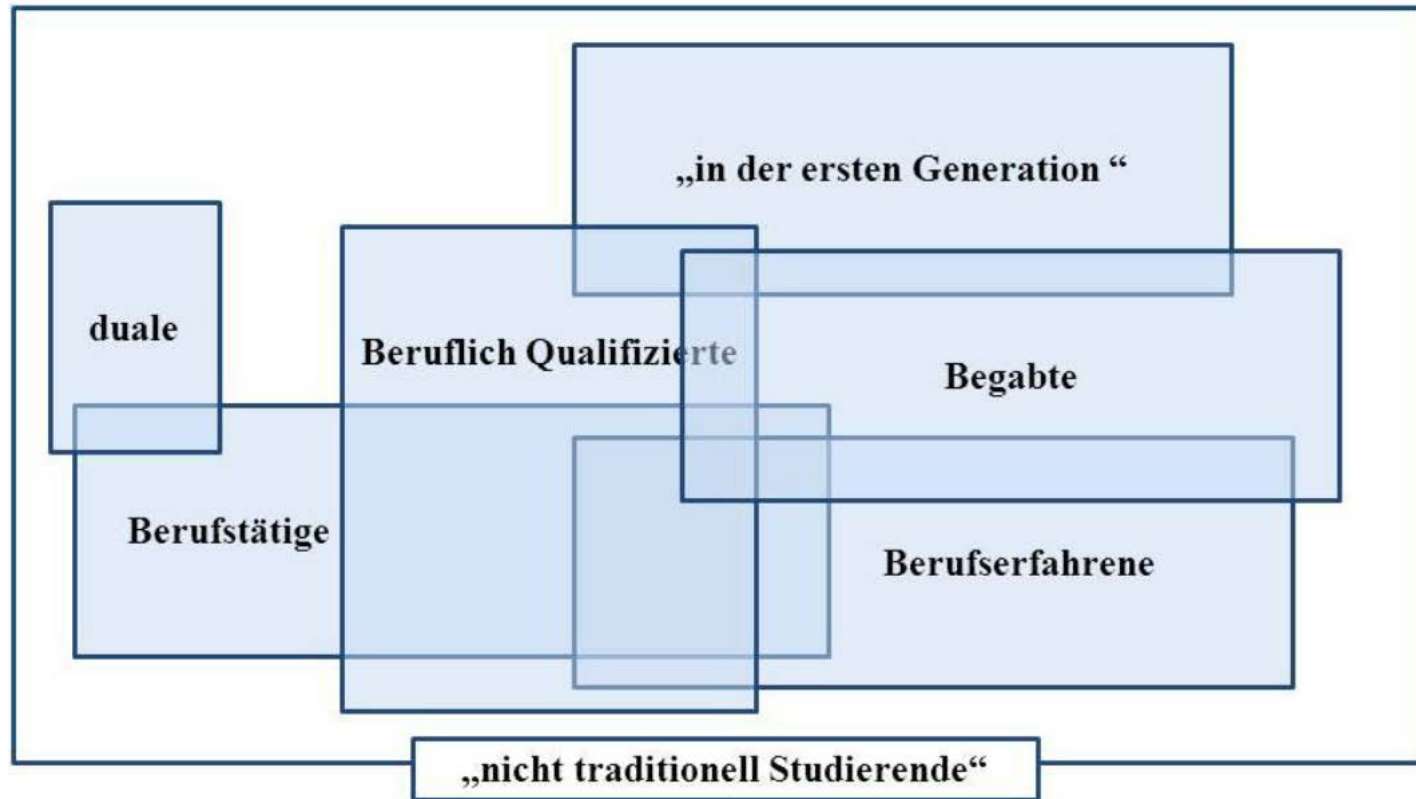 „in der ersten Generation “
duale
Beruflich Qualifizierte
Begabte
Berufstätige
Berufserfahrene
„nicht traditionell Studierende“